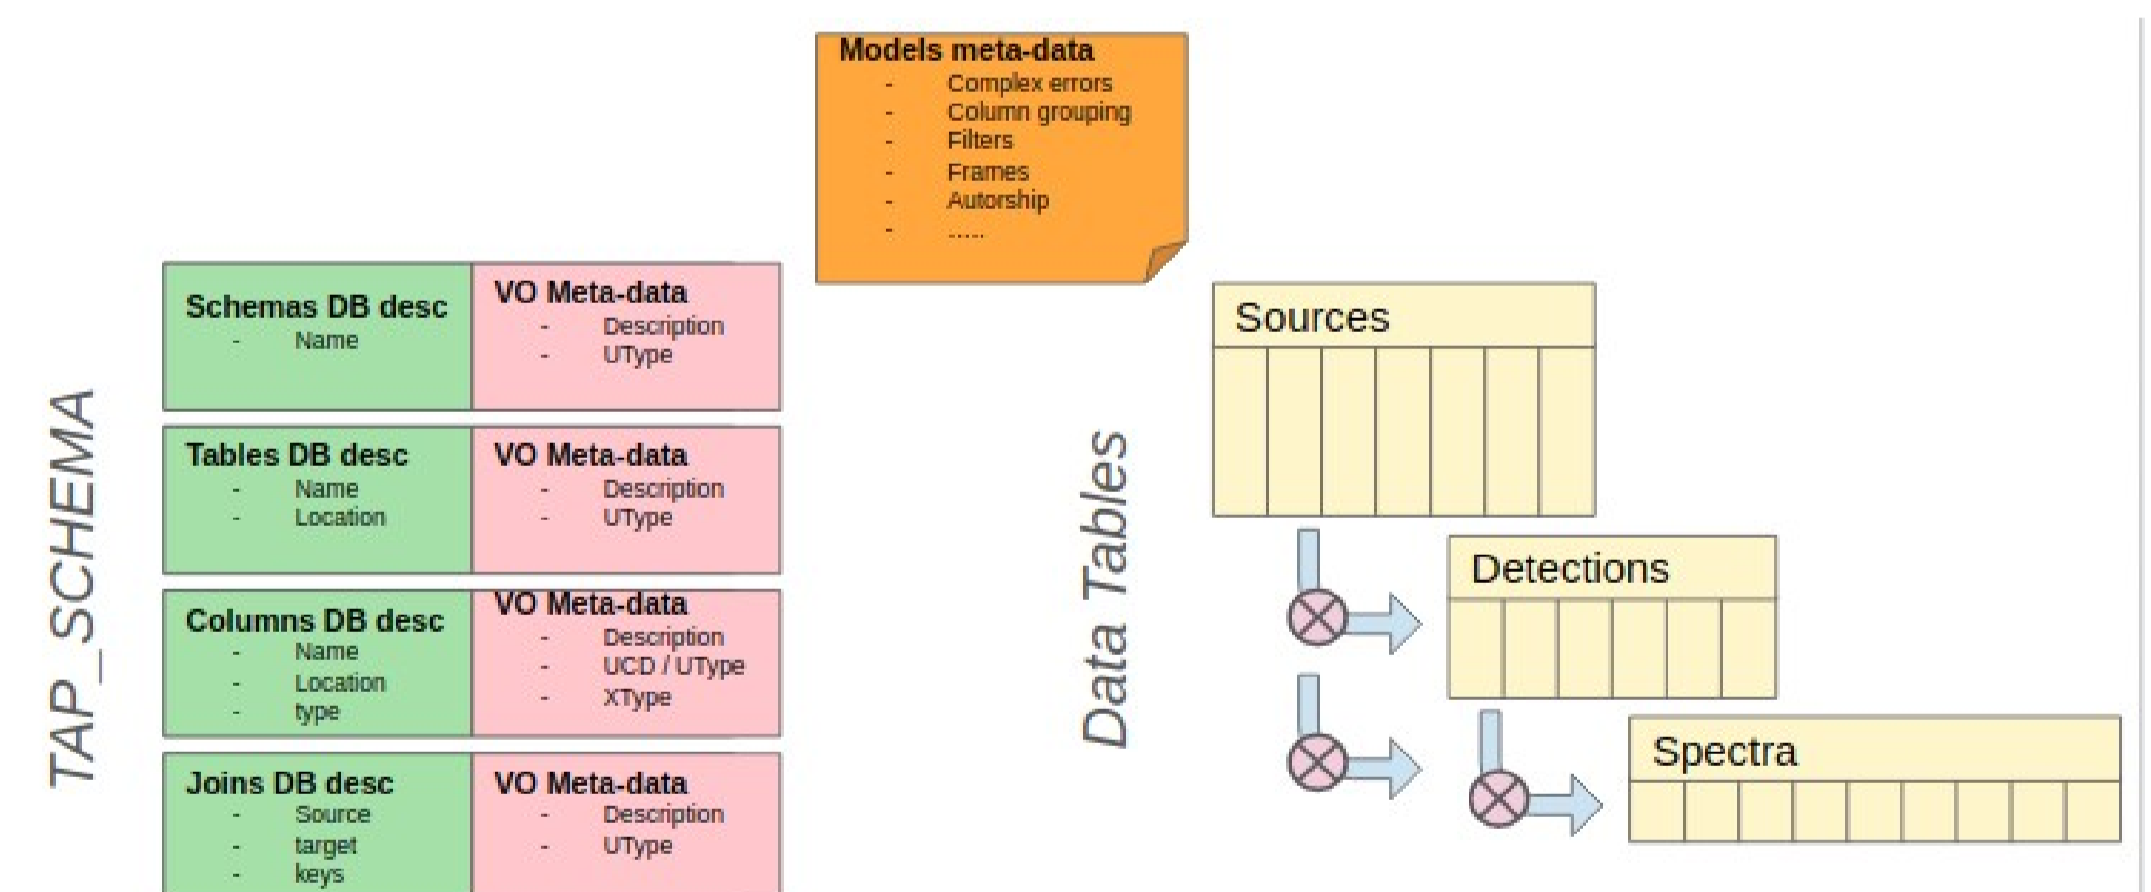 Models meta-data
- Complex errors
- Column grouping
- Filters
- Frames
- Autorship
- ......
TAP_SCHEMA
Schemas DB desc
- Name
VO Meta-data
- Description
- UType
Tables DB desc
- Name
- Location
VO Meta-data
- Description
- UType
Columns DB desc
- Name
- Location
- type
VO Meta-data
- Description
- UCD / UType
- XType
Joins DB desc
- Source
- target
- keys
VO Meta-data
- Description
- UType
Data Tables
Sources
Detections
Spectra